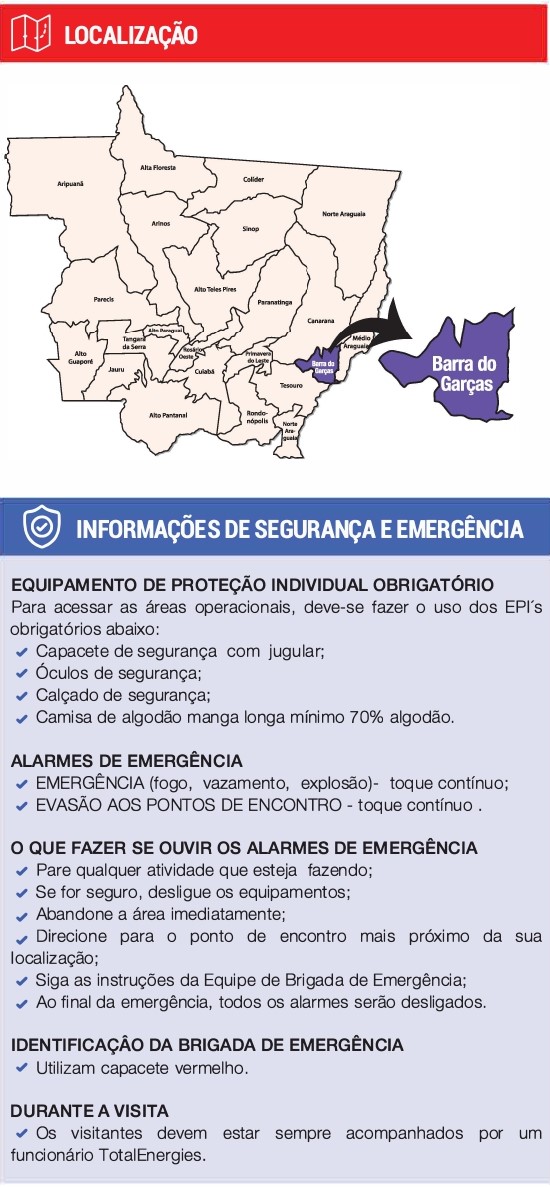 LOCALIZAÇÃO
Alta Floresta
Aripuanã
Colíder
Norte Araguaia
Arinos
Sinop
Alto Teles Pires
Parecis
Paranatinga
Canarana
Alto Paraguai
Tangará
da Serra
Médio
Araguaia
Rosário
Oeste
Alto
Guaporé
Primavera
do Leste
Barra do
Garças
Jauru
Cuiabá
Tesouro
Barra do
Garças
Alto Pantanal
Rondo-
nópolis
Norte
Ara-
guaia
INFORMAÇÕES DE SEGURANÇA E EMERGÊNCIA
EQUIPAMENTO DE PROTEÇÃO INDIVIDUAL OBRIGATÓRIO
Para acessar as áreas operacionais, deve-se fazer o uso dos EPI´s
obrigatórios abaixo:
✓ Capacete de segurança com jugular;
✓ Óculos de segurança;
✓ Calçado de segurança;
✓ Camisa de algodão manga longa mínimo 70% algodão.
ALARMES DE EMERGÊNCIA
✓ EMERGÊNCIA (fogo, vazamento, explosão)- toque contínuo;
✓ EVASÃO AOS PONTOS DE ENCONTRO - toque contínuo .
O QUE FAZER SE OUVIR OS ALARMES DE EMERGÊNCIA
✓ Pare qualquer atividade que esteja fazendo;
✓ Se for seguro, desligue os equipamentos;
✓ Abandone a área imediatamente;
✓ Direcione para o ponto de encontro mais próximo da sua
localização;
✓ Siga as instruções da Equipe de Brigada de Emergência;
✓ Ao final da emergência, todos os alarmes serão desligados.
IDENTIFICAÇÂO DA BRIGADA DE EMERGÊNCIA
✓ Utilizam capacete vermelho.
DURANTE A VISITA
✓ Os visitantes devem estar sempre acompanhados por um
funcionário TotalEnergies.